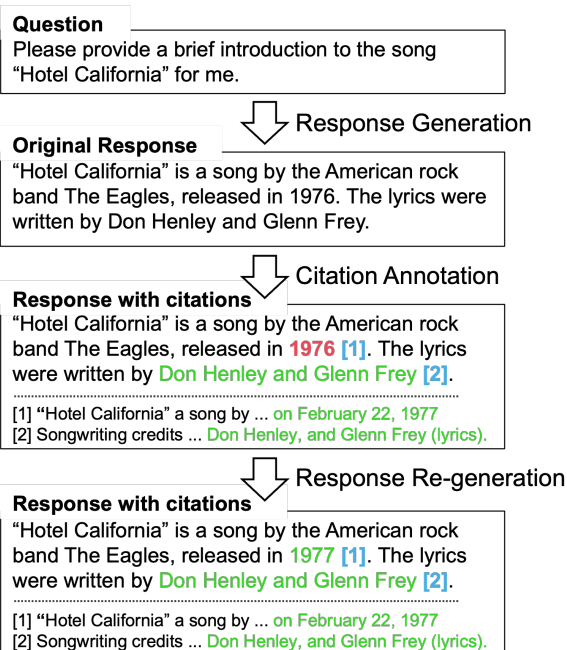 Question
Please provide a brief introduction to the song
“Hotel California” for me.
Response Generation
Original Response
“Hotel California” is a song by the American rock
band The Eagles, released in 1976. The lyrics were
written by Don Henley and Glenn Frey.
Citation Annotation
Response with citations
“Hotel California” is a song by the American rock
band The Eagles, released in 1976 [1]. The lyrics
were written by Don Henley and Glenn Frey [2].
[1] “Hotel California” a song by ... on February 22, 1977
[2] Songwriting credits ... Don Henley, and Glenn Frey (lyrics).
Response Re-generation
Response with citations
“Hotel California” is a song by the American rock
band The Eagles, released in 1977 [1]. The lyrics
were written by Don Henley and Glenn Frey [2].
[1] “Hotel California” a song by ... on February 22, 1977
[2] Songwriting credits ... Don Henley, and Glenn Frey (lyrics).